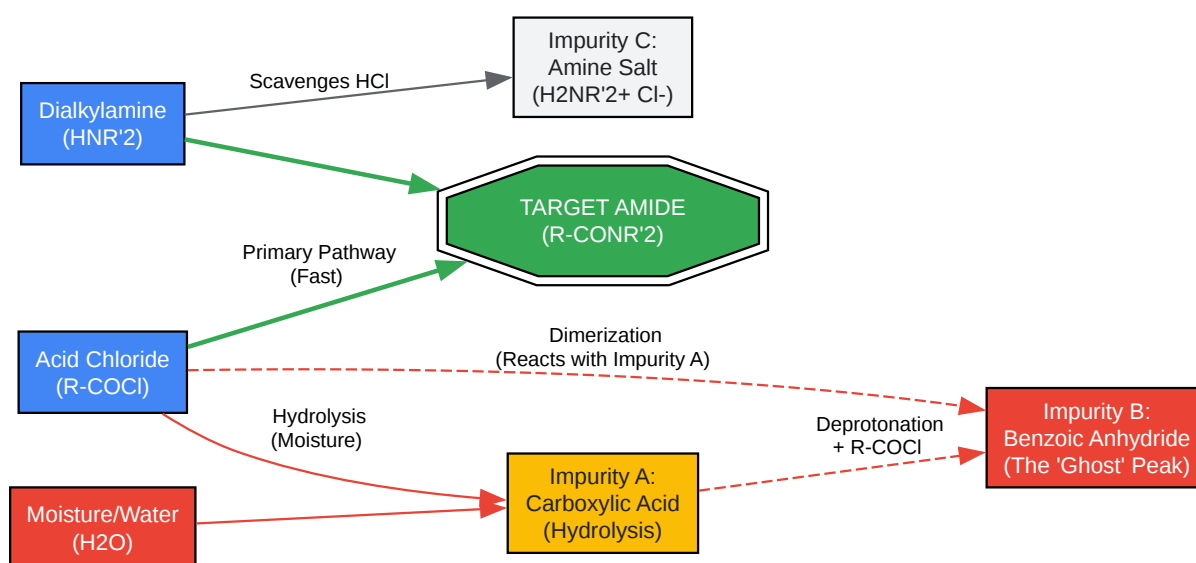 Impurity C:
Amine Salt
(H2NR'2+ Cl-)
Scavenges HCl
Dialkylamine
(HNR'2)
TARGET AMIDE
(R-CONR'2)
Primary Pathway
(Fast)
Acid Chloride
(R-COCl)
Dimerization
(Reacts with Impurity A)
Hydrolysis
(Moisture)
Deprotonation
+ R-COCl
Impurity B:
Benzoic Anhydride
(The 'Ghost' Peak)
Impurity A:
Carboxylic Acid
(Hydrolysis)
Moisture/Water
(H2O)